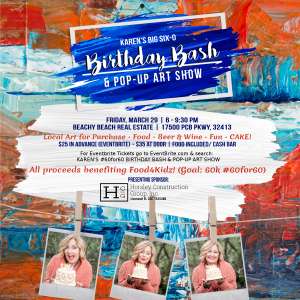 KAREN'S BIG SIX-O
Birthday Bash
& POP-UP ART SHOW
FRIDAY, MARCH 29 | 6 - 9:30 PM
BEACHY BEACH REAL ESTATE | 17500 PCB PKWY, 32413
Local Art for Purchase - Food - Beer & Wine - Fun - CAKE!
$25 IN ADVANCE (EVENTBRITE) - $35 AT DOOR | FOOD INCLUDED/ CASH BAR
For Eventbrite Tickets go to EventBrite.com & search:
KAREN'S #60for60 BIRTHDAY BASH & POP-UP ART SHOW
All proceeds benefiting Food4Kidz! (Goal: 60k #60for60)
PRESENTING SPONSOR:
H
Horsley Construction
Group, Inc.